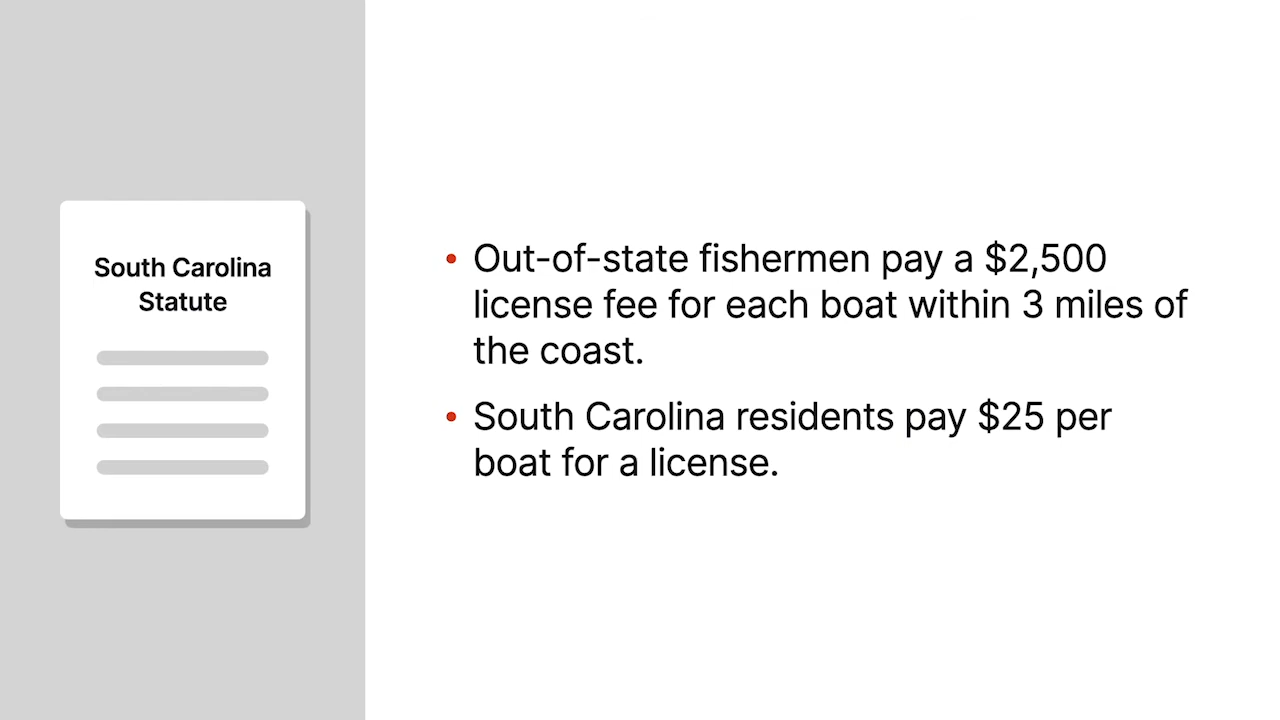 South Carolina
Statute
• Out-of-state fishermen pay a $2,500
license fee for each boat within 3 miles of
the coast.
• South Carolina residents pay $25 per
boat for a license.